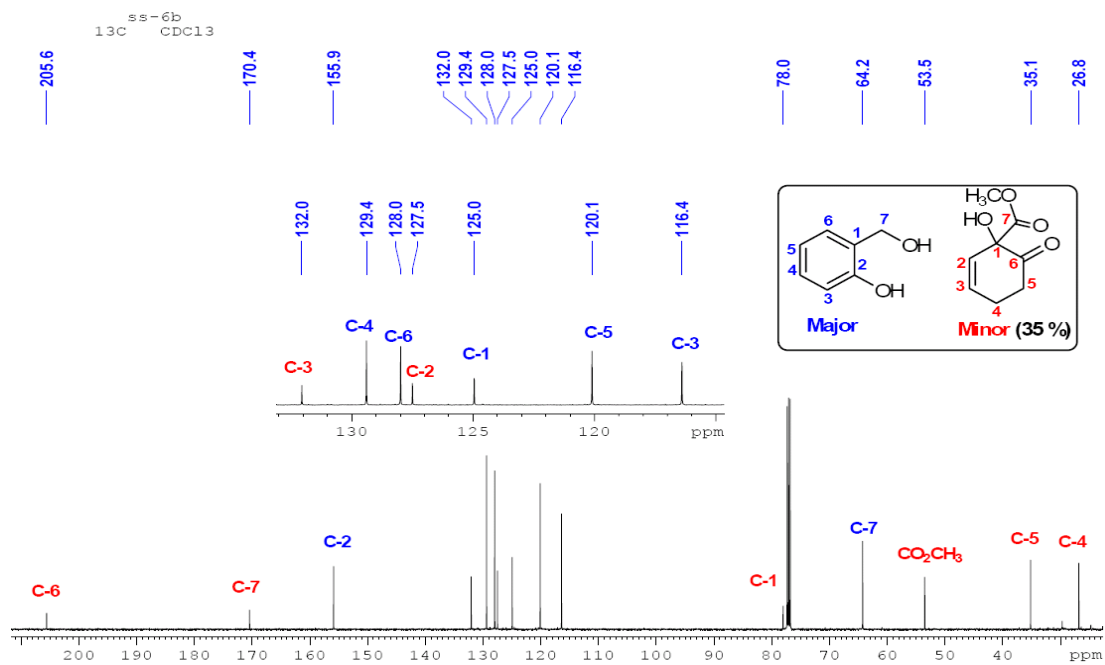 ss-6b
13C CDCl3
205.6
170.4
155.9
132.0
129.4
128.0
127.5
125.0
120.1
116.4
78.0
64.2
53.5
35.1
26.8
132.0
129.4
128.0
127.5
125.0
120.1
116.4
H₃C
O
HO
7
O
6
7
1
5
OH
1
O
2
6
4
2
3
5
3
OH
4
Major
Minor (35 %)
C-4
C-6
C-5
C-1
C-3
C-3
C-2
130
125
120
ppm
C-2
C-7
CO₂CH₃
C-5
C-4
C-6
C-7
C-1
200 190 180 170 160 150 140 130 120 110 100 90 80 70 60 50 40 30 ppm